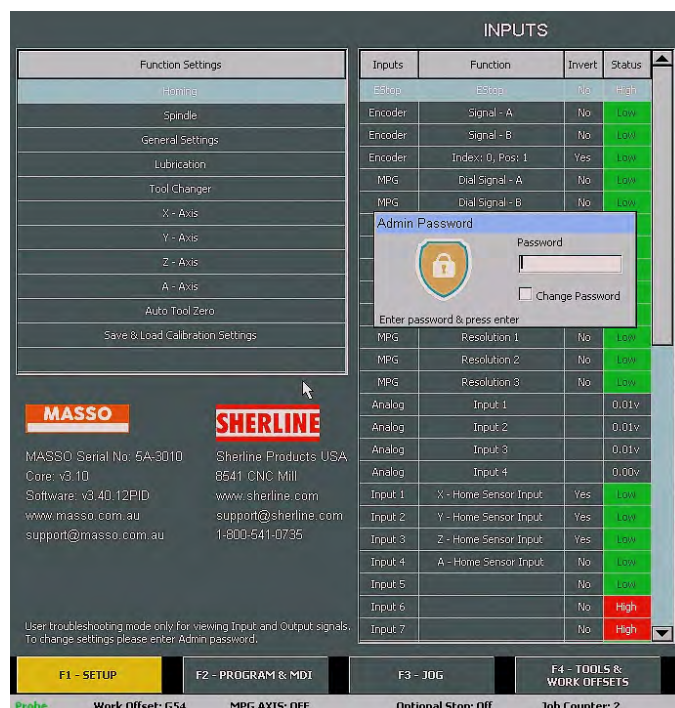 INPUTS
Function Settings
Homing
Spindle
General Settings
Lubrication
Tool Changer
X - Axis
Y - Axis
Z - Axis
A - Axis
Auto Tool Zero
Save & Load Calibration Settings
Inputs Function Invert Status
EStop EStop No High
Encoder Signal - A No Low
Encoder Signal - B No Low
Encoder Index: 0, Pos: 1 Yes Low
MPG Dial Signal - A No Low
MPG Dial Signal - B No Low
Admin Password
Password
Change Password
Enter password & press enter
MPG Resolution 1 No Low
MPG Resolution 2 No Low
MPG Resolution 3 No Low
Analog Input 1 0.01v
Analog Input 2 0.01v
Analog Input 3 0.01v
Analog Input 4 0.00v
Input 1 X - Home Sensor Input Yes Low
Input 2 Y - Home Sensor Input Yes Low
Input 3 Z - Home Sensor Input Yes Low
Input 4 A - Home Sensor Input No Low
Input 5 No Low
Input 6 No High
Input 7 No High
MASSO
MASSO Serial No: 5A-3010
Core: v3.10
Software: v3.40.12PID
www.masso.com.au
support@masso.com.au
SHERLINE
Sherline Products USA
8541 CNC Mill
www.sherline.com
support@sherline.com
1-800-541-0735
User troubleshooting mode only for viewing Input and Output signals.
To change settings please enter Admin password.
F1 - SETUP
F2 - PROGRAM & MDI
F3 - JOG
F4 - TOOLS &
WORK OFFSETS
Probe Work Offset: G54 MPG AXIS: OFF Optional Stop: Off Job Counter: 2